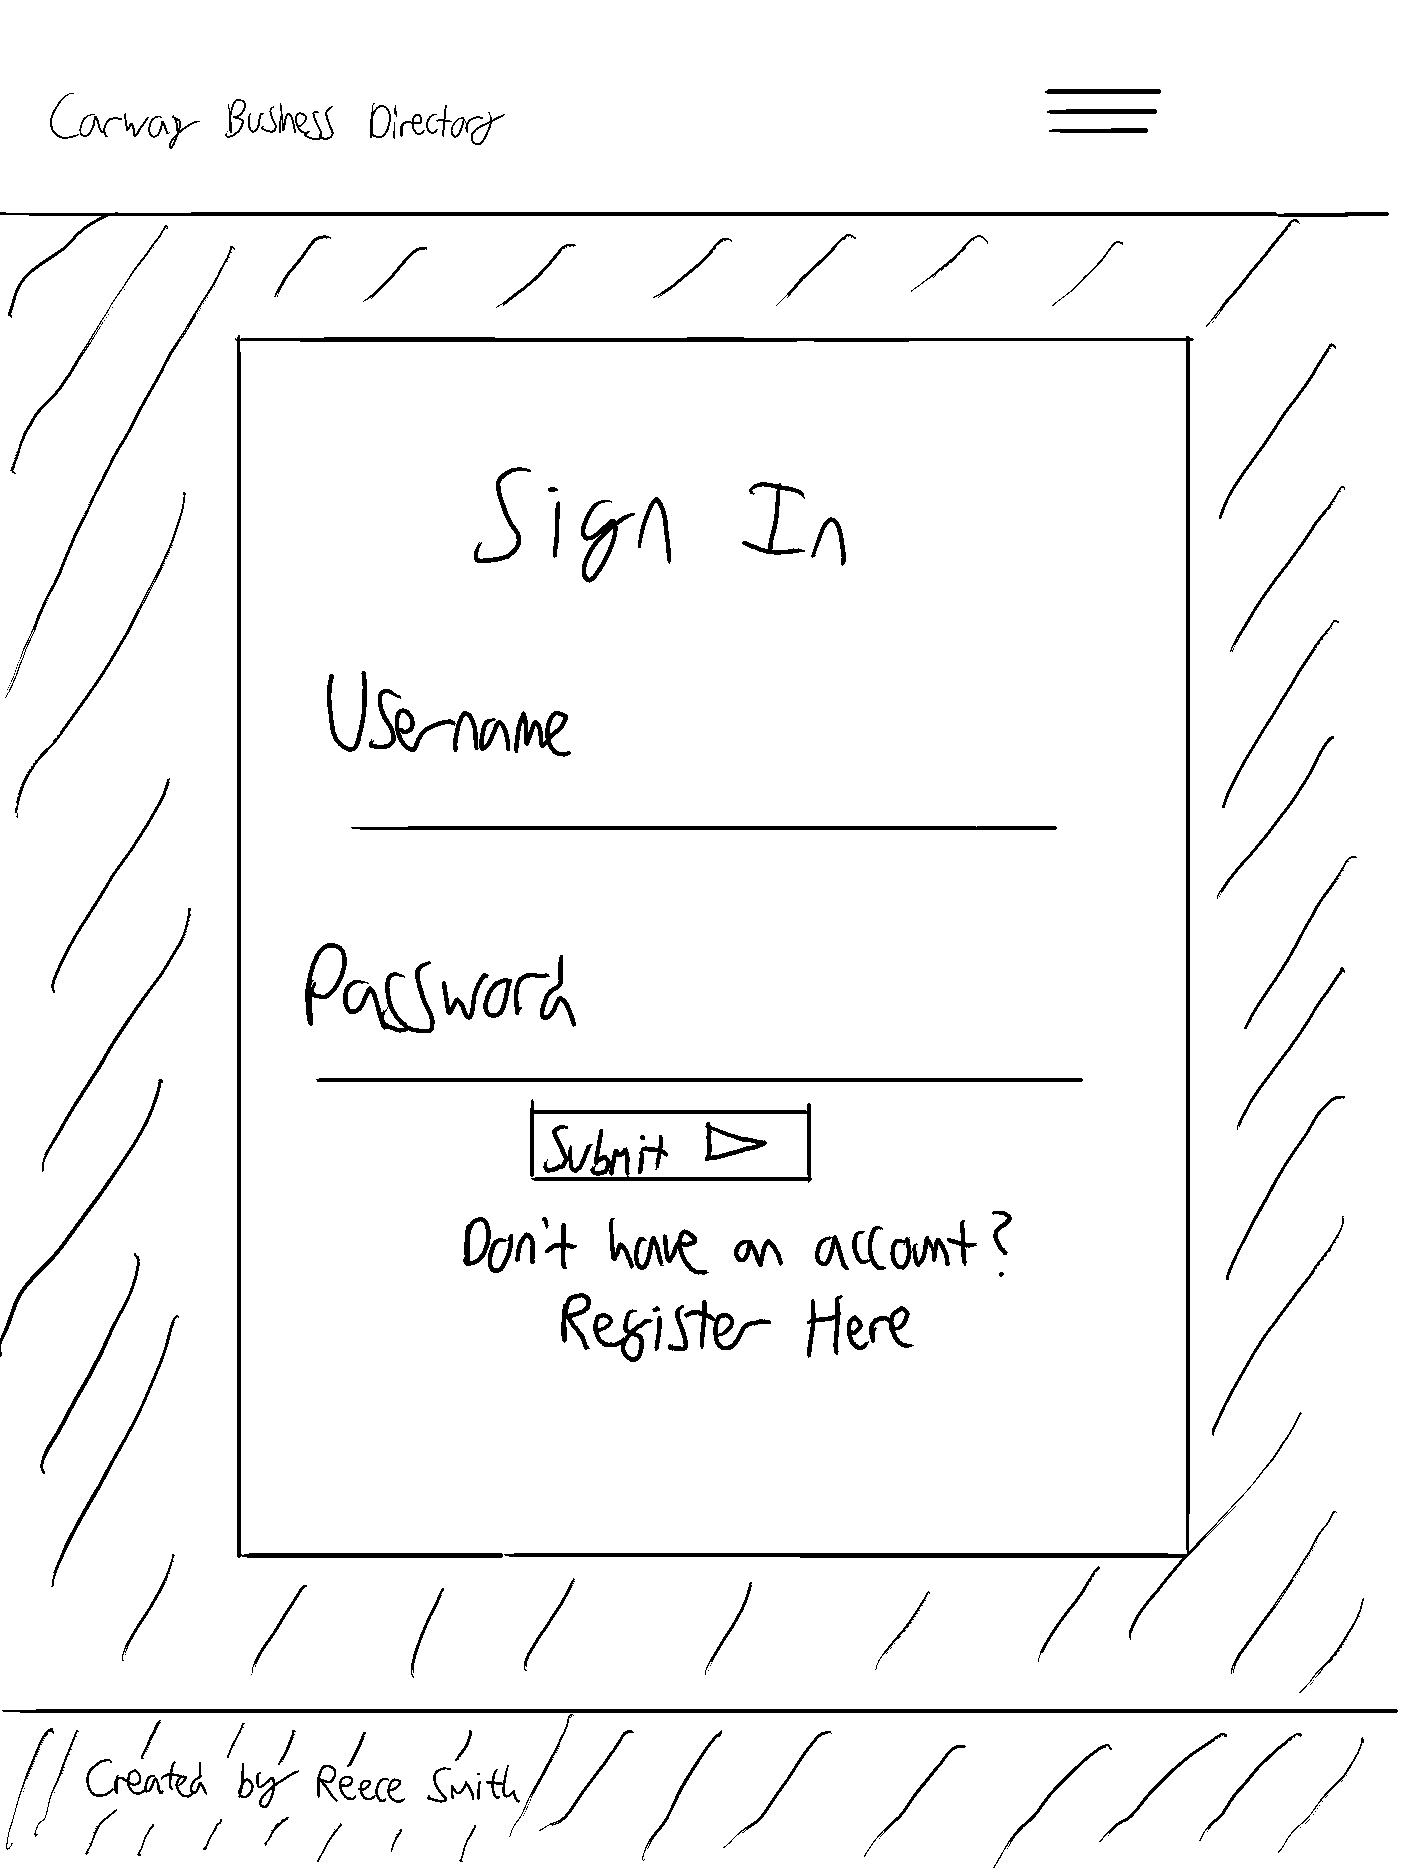 Carway Business Directory
Sign In
Username
Password
Submit
Don't have an account?
Register Here
Created by Reece Smith